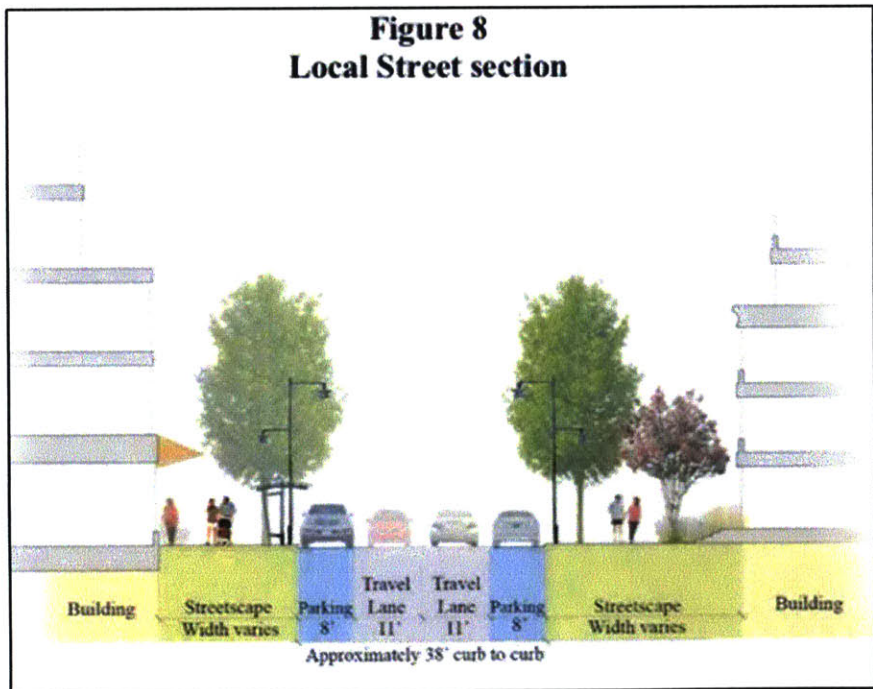 Figure 8
Local Street section
Building
Streetscape
Width varies
Parking
8'
Travel
Lane
11'
Travel
Lane
11'
Parking
8'
Streetscape
Width varies
Building
Approximately 38' curb to curb